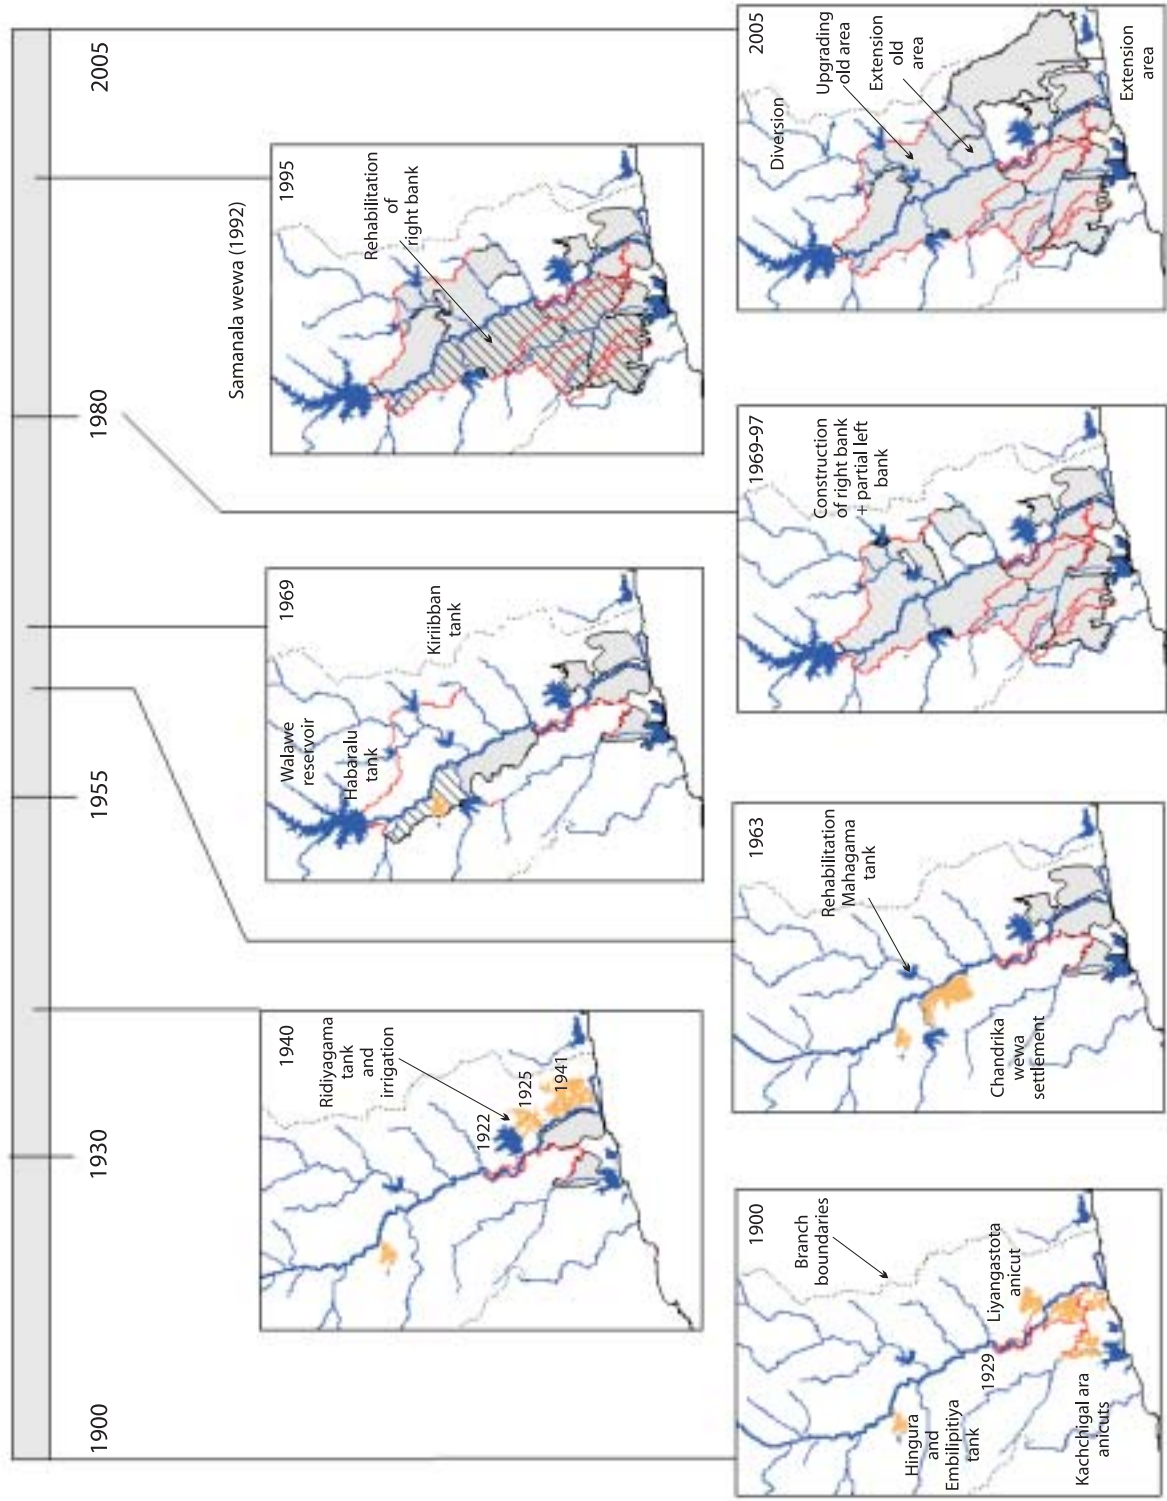 1900
1930
1955
1980
2005
1940
Ridiyagama
tank
and
irrigation
1922
1925
1941
1969
Walawe
reservoir
Habaralu
tank
Kiriibban
tank
Samanala wewa (1992)
1995
Rehabilitation
of
right bank
1900
Branch
boundaries
Liyangastota
anicut
1929
Hingura
and
Embilipitiya
tank
Kachchigal ara
anicuts
1963
Rehabilitation
Mahagama
tank
Chandrika
wewa
settlement
1969-97
Construction
of right bank
+ partial left
bank
2005
Diversion
Upgrading
old area
Extension
old
area
Extension
area